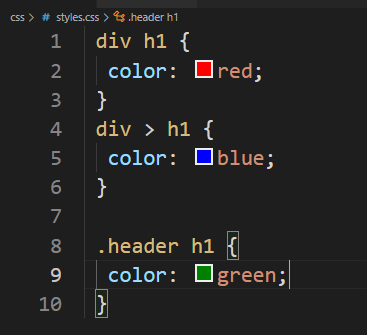 css > # styles.css > .header h1
1 div h1 {
2 color: red;
3 }
4 div > h1 {
5 color: blue;
6 }
7
8 .header h1 {
9 color: green;
10 }